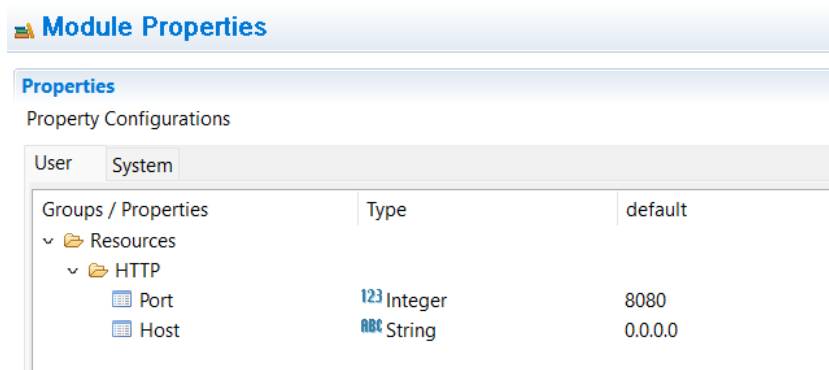 Module Properties
Properties
Property Configurations
User System
Groups / Properties Type default
Resources
HTTP
Port 123 Integer 8080
Host ABC String 0.0.0.0